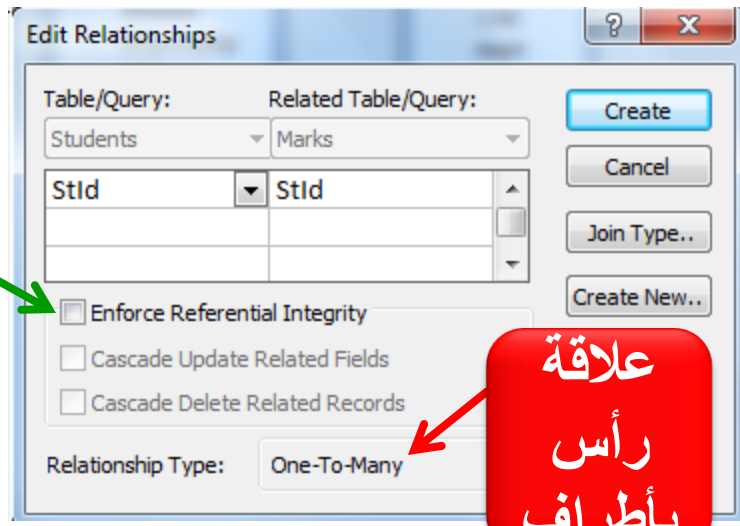 Edit Relationships
Table/Query: Related Table/Query:
Students Marks
StId StId
Enforce Referential Integrity
Cascade Update Related Fields
Cascade Delete Related Records
Relationship Type: One-To-Many
Create
Cancel
Join Type..
Create New..
علاقة
رأس
بأطراف